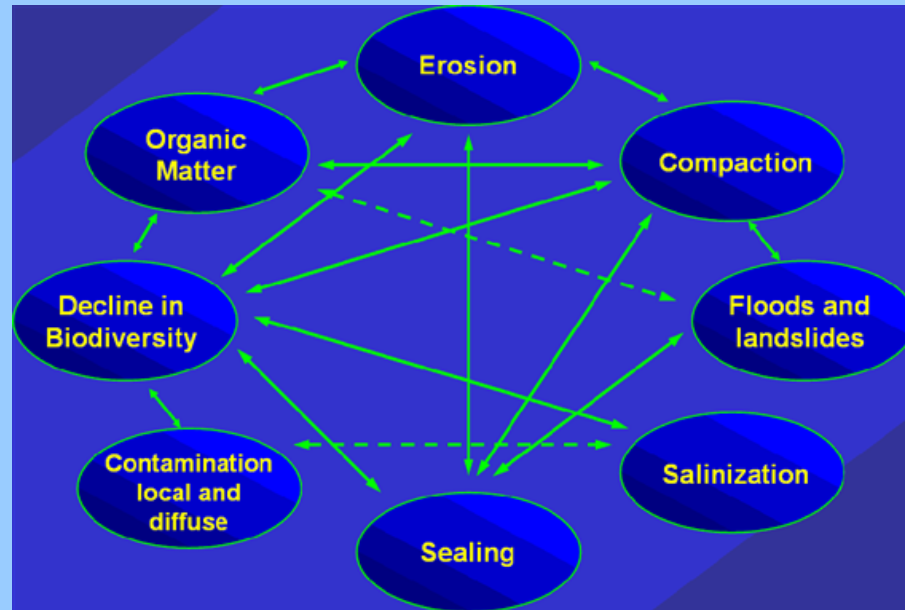 Erosion
Organic
Matter
Compaction
Decline in
Biodiversity
Floods and
landslides
Contamination
local and
diffuse
Salinization
Sealing